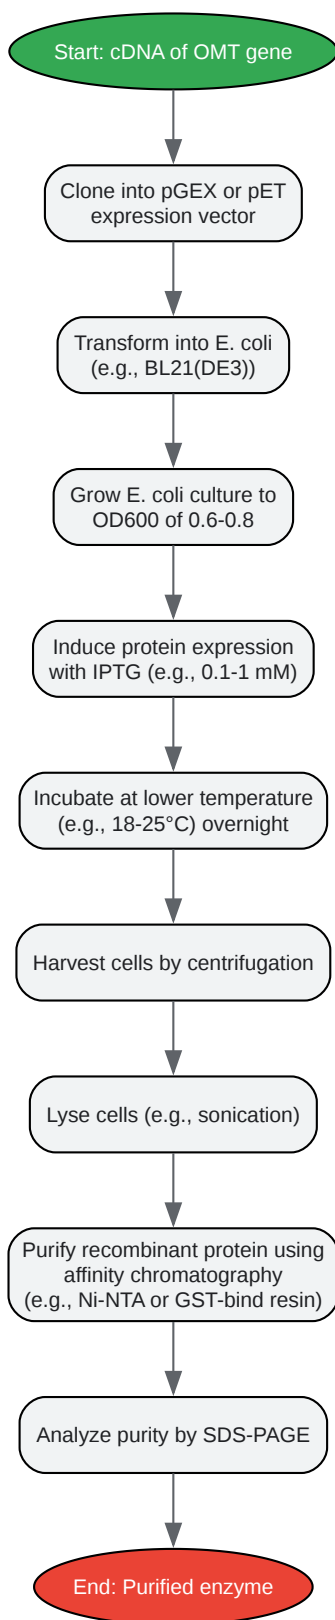 Start: cDNA of OMT gene
Clone into pGEX or pET
expression vector
Transform into E. coli
(e.g., BL21(DE3))
Grow E. coli culture to
OD600 of 0.6-0.8
Induce protein expression
with IPTG (e.g., 0.1-1 mM)
Incubate at lower temperature
(e.g., 18-25°C) overnight
Harvest cells by centrifugation
Lyse cells (e.g., sonication)
Purify recombinant protein using
affinity chromatography
(e.g., Ni-NTA or GST-bind resin)
Analyze purity by SDS-PAGE
End: Purified enzyme